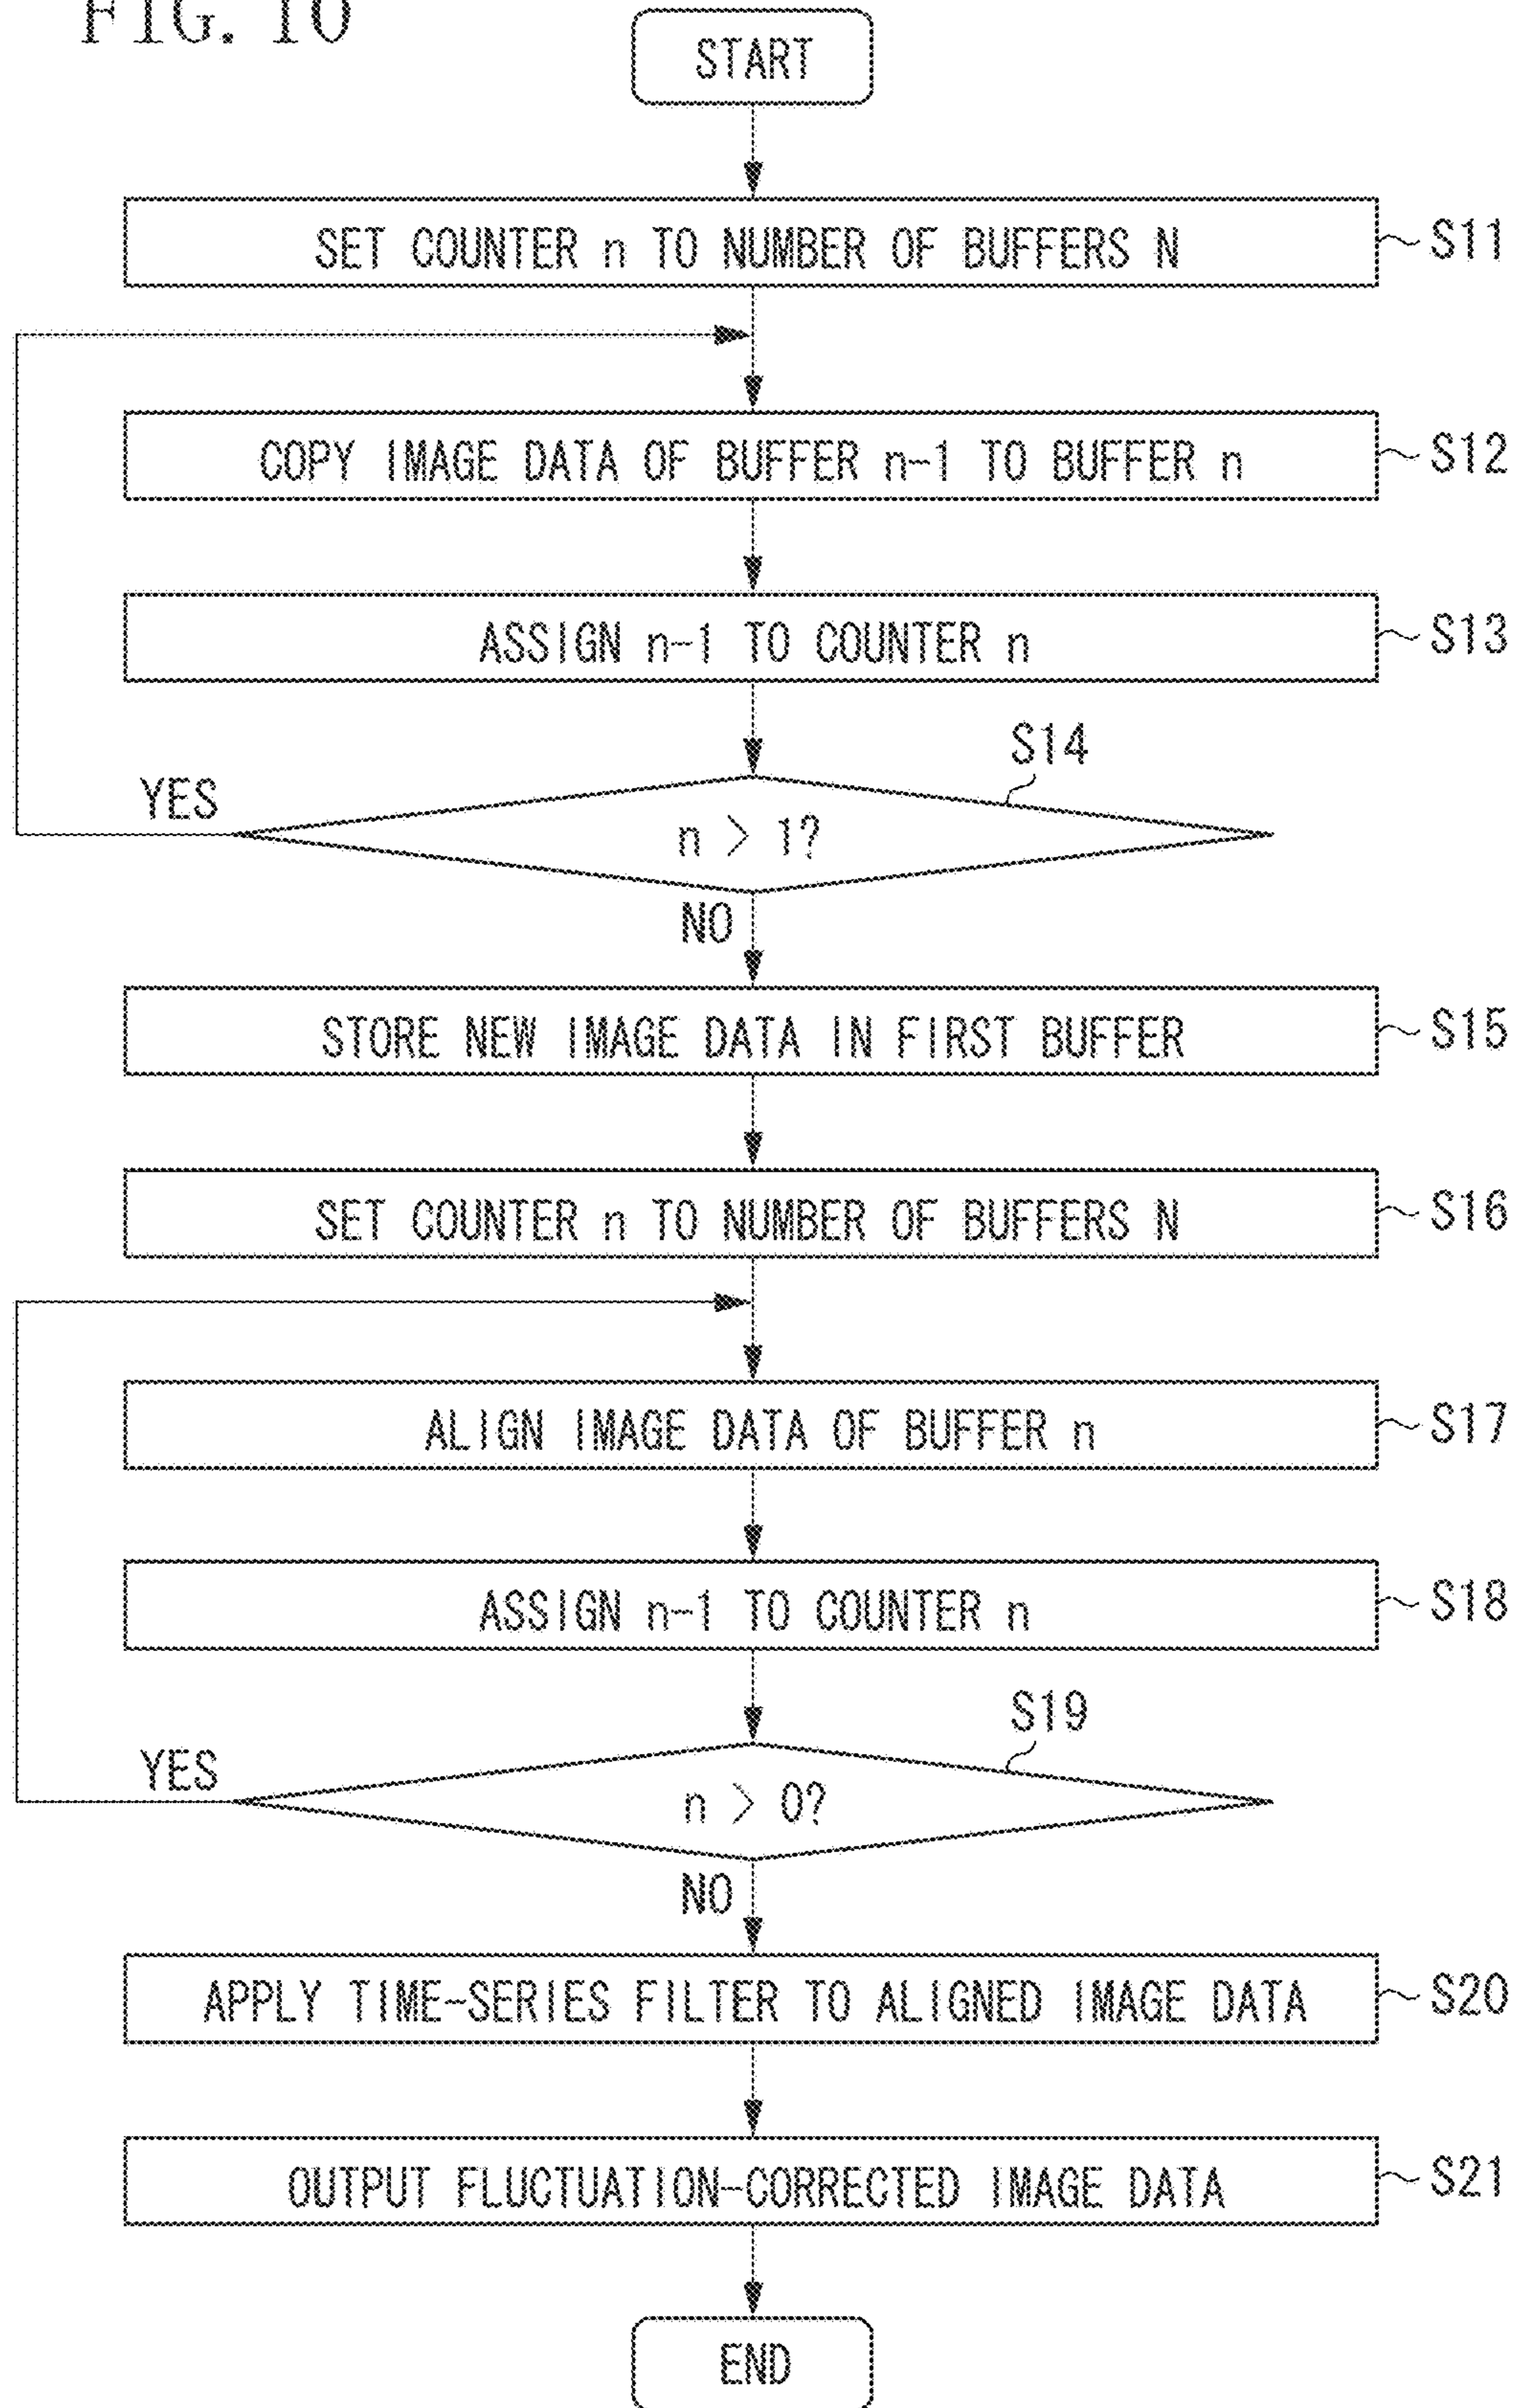 FIG. 10
START
SET COUNTER n TO NUMBER OF BUFFERS N
S11
COPY IMAGE DATA OF BUFFER n-1 TO BUFFER n
S12
ASSIGN n-1 TO COUNTER n
S13
S14
YES
n > 1?
NO
STORE NEW IMAGE DATA IN FIRST BUFFER
S15
SET COUNTER n TO NUMBER OF BUFFERS N
S16
ALIGN IMAGE DATA OF BUFFER n
S17
ASSIGN n-1 TO COUNTER n
S18
S19
YES
n > 0?
NO
APPLY TIME-SERIES FILTER TO ALIGNED IMAGE DATA
S20
OUTPUT FLUCTUATION-CORRECTED IMAGE DATA
S21
END